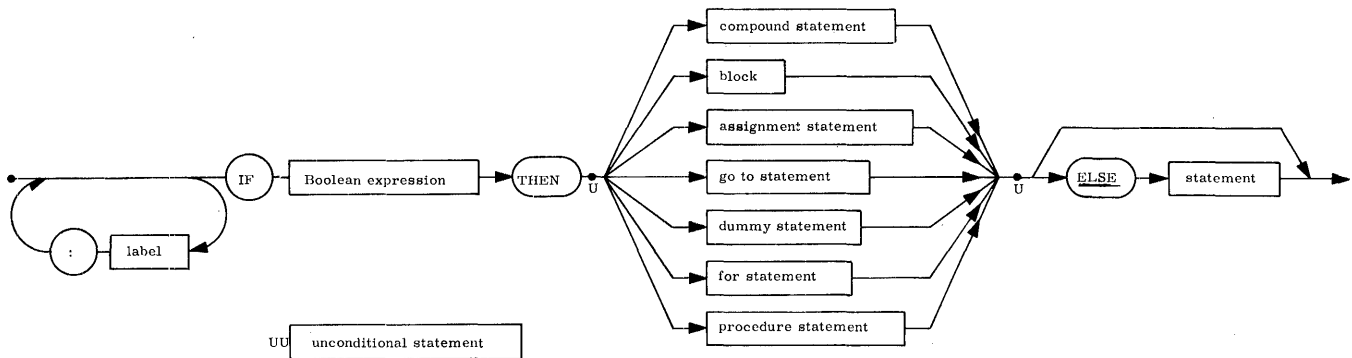 compound statement
block
assignment statement
IF
Boolean expression
THEN
U
go to statement
U
ELSE
statement
:
label
dummy statement
for statement
procedure statement
UU
unconditional statement